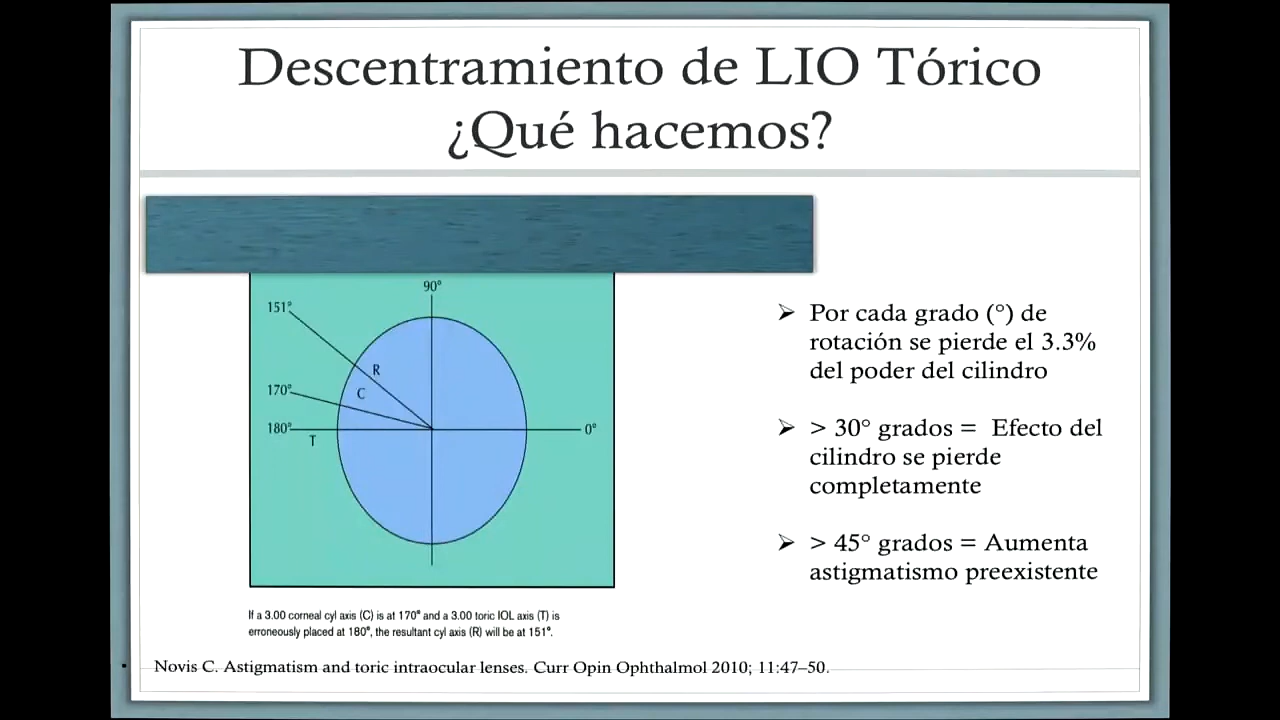 Descentramiento de LIO Tórico
¿Qué hacemos?
90°
151°
R
C
170°
180°
T
0°
➢ Por cada grado (°) de
rotación se pierde el 3.3%
del poder del cilindro
➢ > 30° grados = Efecto del
cilindro se pierde
completamente
➢ > 45° grados = Aumenta
astigmatismo preexistente
If a 3.00 corneal cyl axis (C) is at 170° and a 3.00 toric IOL axis (T) is
erroneously placed at 180°, the resultant cyl axis (R) will be at 151°.
• Novis C. Astigmatism and toric intraocular lenses. Curr Opin Ophthalmol 2010; 11:47–50.